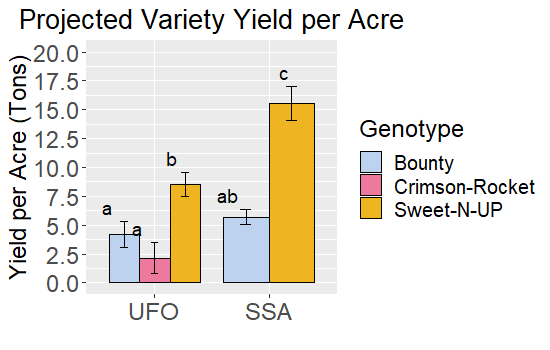 Projected Variety Yield per Acre
Yield per Acre (Tons)
20.0
17.5
15.0
12.5
10.0
7.5
5.0
2.5
0.0
a
a
b
ab
c
UFO
SSA
Genotype
Bounty
Crimson-Rocket
Sweet-N-UP